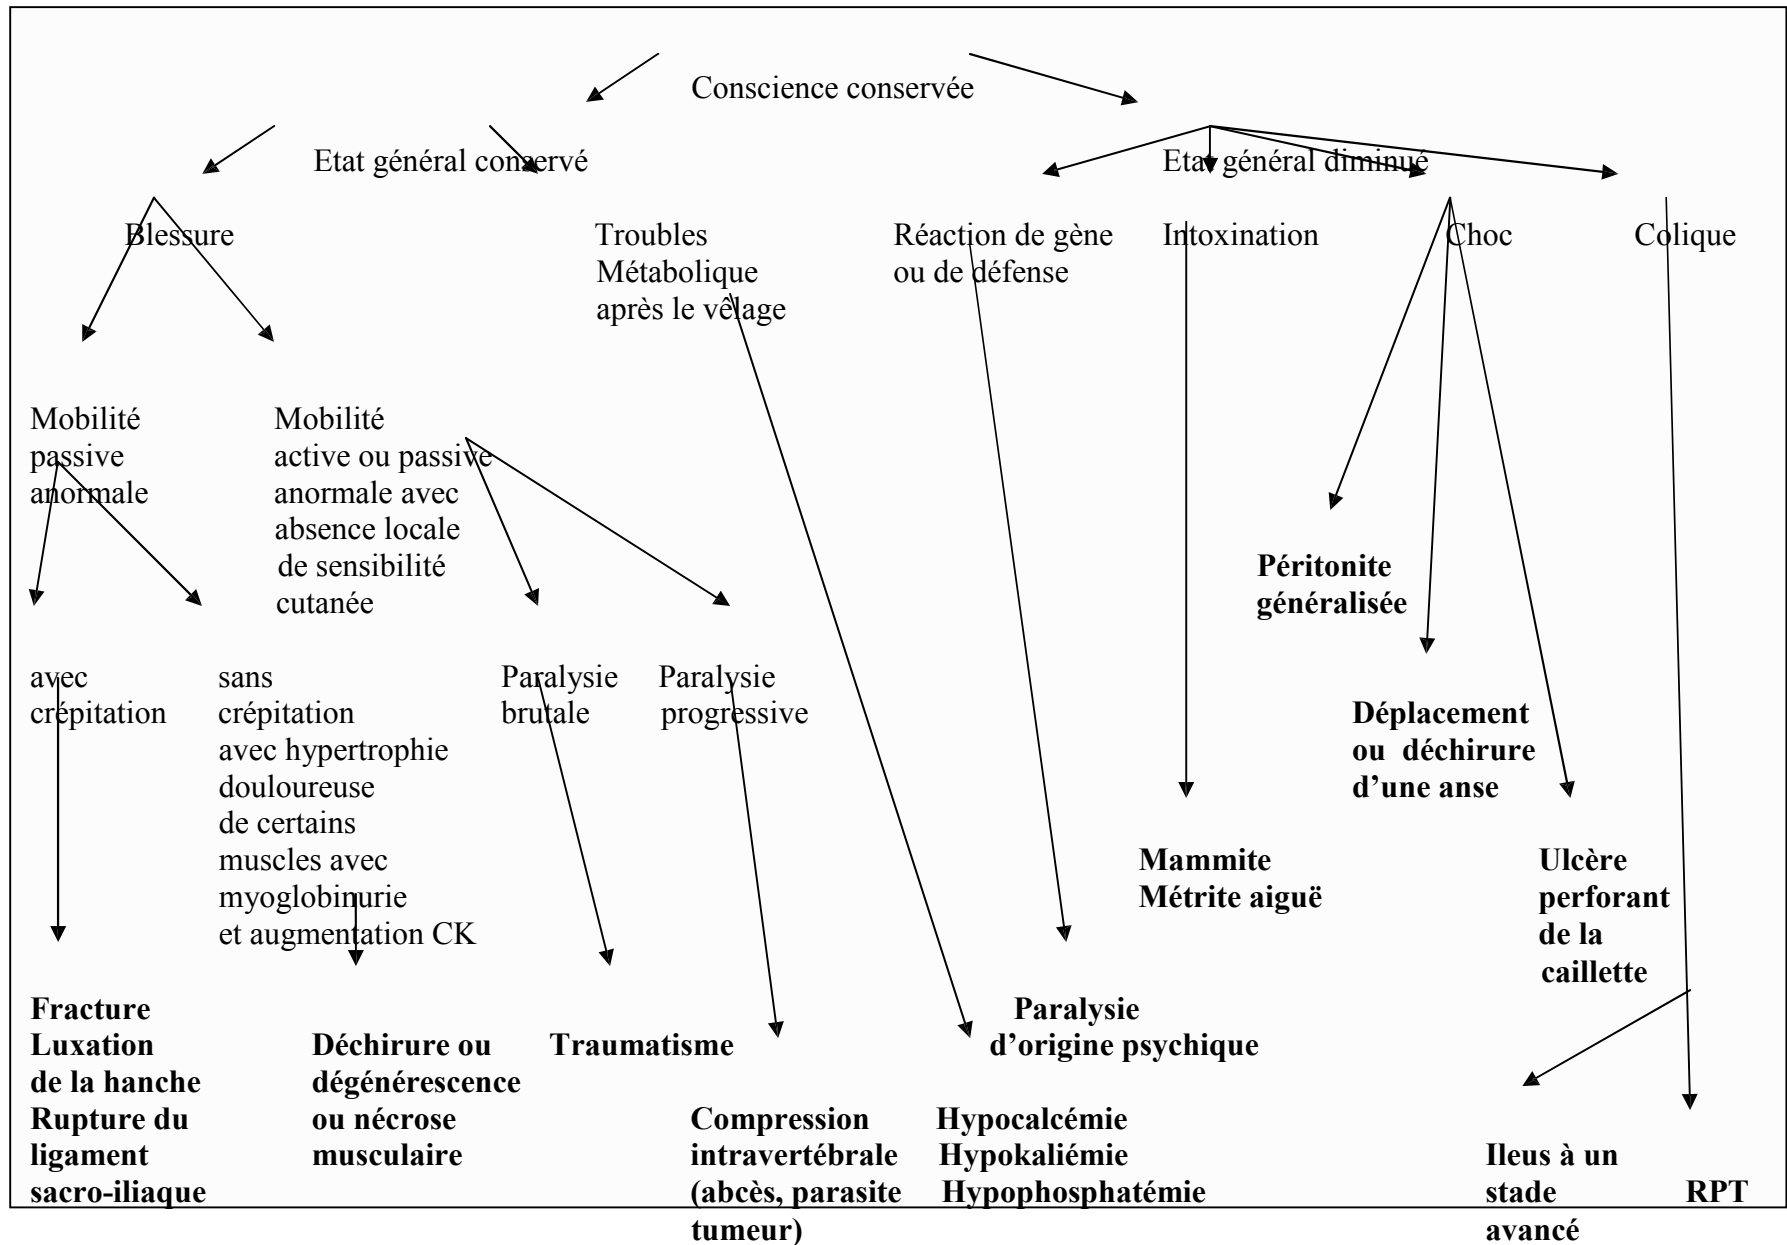 Conscience conservée
Etat général conservé
Etat général diminué
Blessure
Troubles
Métabolique
après le vêlage
Réaction de gène
ou de défense
Intoxination
Choc
Colique
Mobilité
passive
anormale
Mobilité
active ou passive
anormale avec
absence locale
de sensibilité
cutanée
Péritonite
généralisée
avec
crépitation
sans
crépitation
avec hypertrophie
douloureuse
de certains
muscles avec
myoglobinurie
et augmentation CK
Paralysie
brutale
Paralysie
progressive
Déplacement
ou déchirure
d’une anse
Mammite
Métrite aiguë
Ulcère
perforant
de la
caillette
Fracture
Luxation
de la hanche
Rupture du
ligament
sacro-iliaque
Déchirure ou
dégénérescence
ou nécrose
musculaire
Traumatisme
Paralysie
d’origine psychique
Compression
intravertébrale
(abcès, parasite
tumeur)
Hypocalcémie
Hypokaliémie
Hypophosphatémie
Ileus à un
stade
avancé
RPT